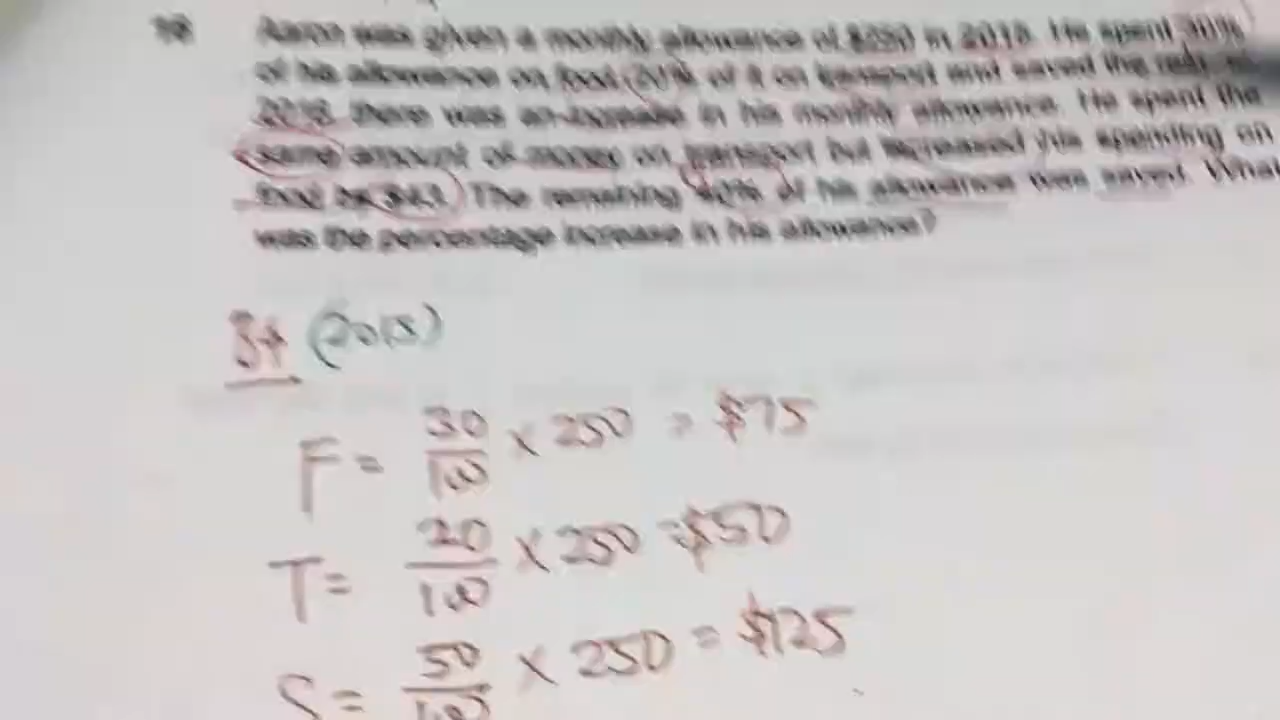 Aaron was given a monthly allowance of $250 in 2015. He spent 30%
of his allowance on food, 20% of it on transport and saved the rest.
2016, there was an increase in his monthly allowance. He spent the
same amount of money on transport but increased his spending on
food by $43. The remaining 40% of his allowance was saved. What
was the percentage increase in his allowance?
(2015)
F = 30/100 x 250 = $75
T = 20/100 x 250 = $50
S = 50/100 x 250 = $125